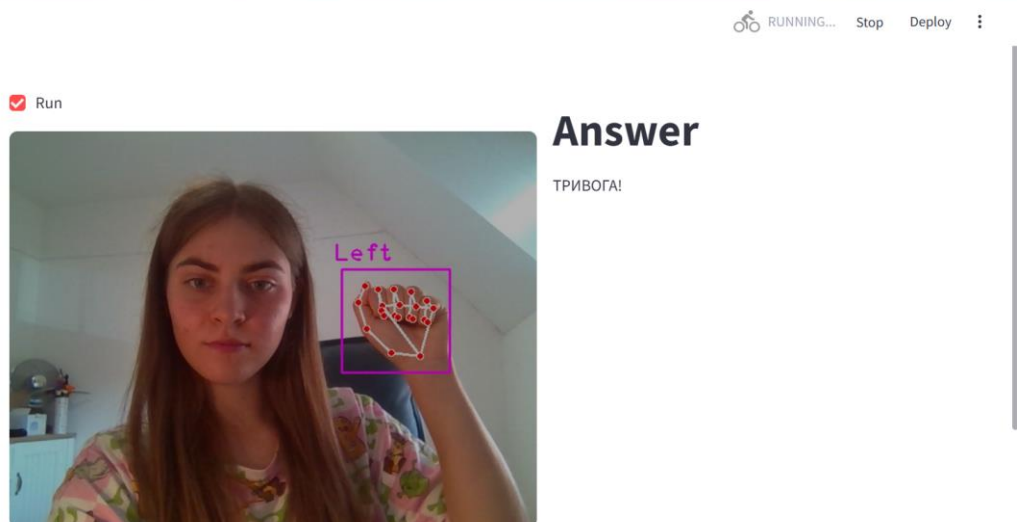 RUNNING...
Stop
Deploy
Run
Answer
ТРИВОГА!
Left